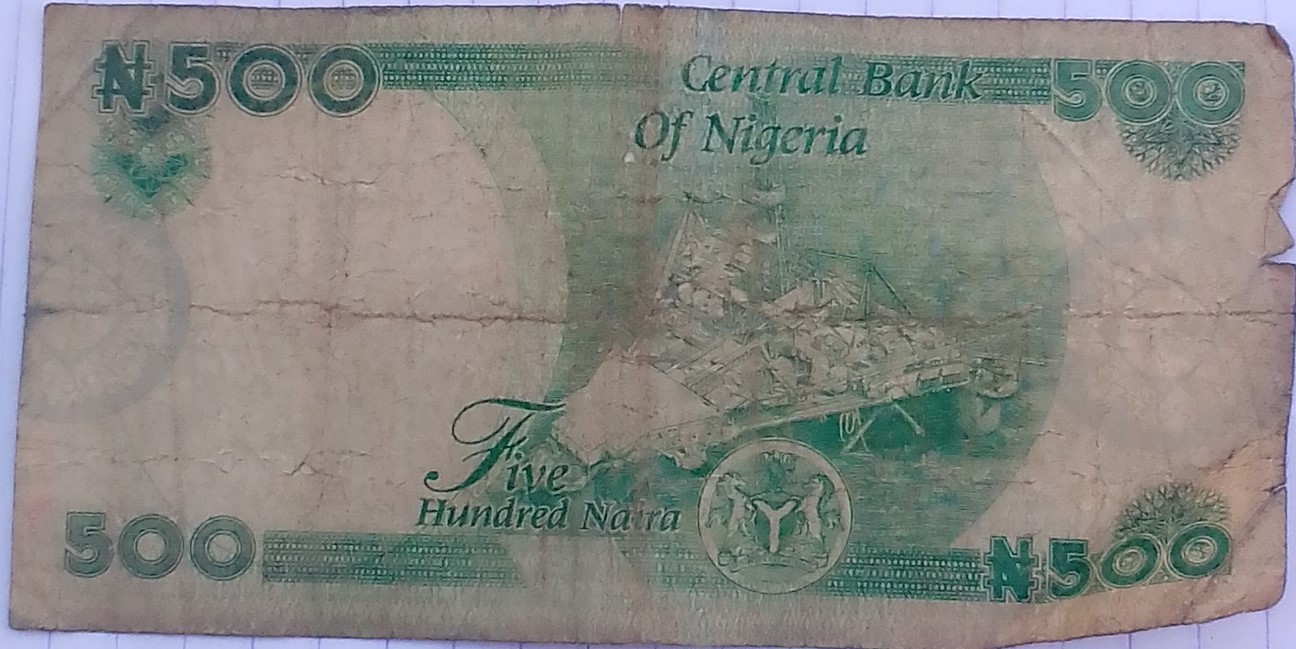 ₦500
Central Bank
Of Nigeria
500
Five
Hundred Naira
500
₦500